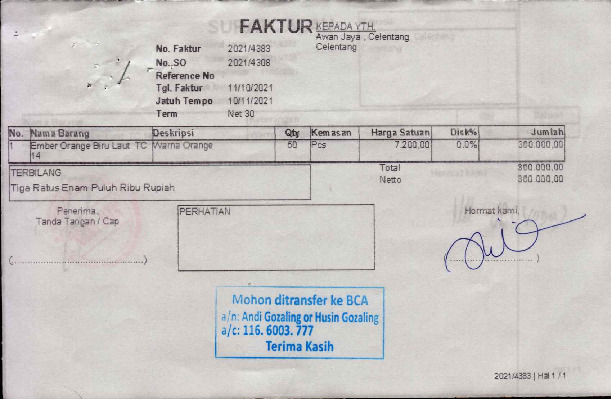 FAKTUR
KEPADA YTH.
Awan Jaya , Celentang
Celentang
No. Faktur 2021/4383
No..SO 2021/4308
Reference No
Tgl. Faktur 11/10/2021
Jatuh Tempo 10/11/2021
Term Net 30
No. Nama Barang Deskripsi Qty Kemasan Harga Satuan Disk% Jumlah
1 Ember Orange Biru Laut TC Warna Orange 50 Pcs 7.200,00 0.0% 360.000,00
14
TERBILANG
Total 360.000,00
Netto 360.000,00
Tiga Ratus Enam Puluh Ribu Rupiah
Penerima,
Tanda Tangan / Cap
PERHATIAN
Hormat kami,
(........................................)
(........................................)
Mohon ditransfer ke BCA
a/n: Andi Gozaling or Husin Gozaling
a/c: 116. 6003. 777
Terima Kasih
2021/4383 | Hal 1 /1